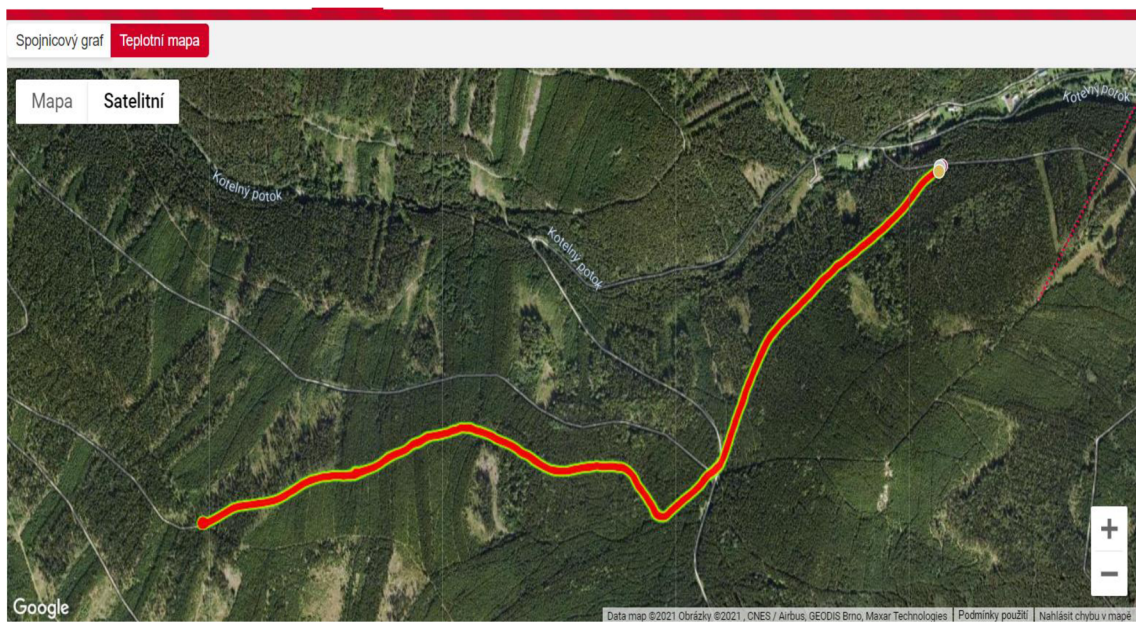 Spojnicový graf Teplotní mapa
Mapa Satelitní
Kotelný potok
Kotelný potok
Kotelný potok
+
−
Google
Data map ©2021 Obrázky ©2021 , CNES / Airbus, GEODIS Brno, Maxar Technologies Podmínky použití Nahlásit chybu v mapě